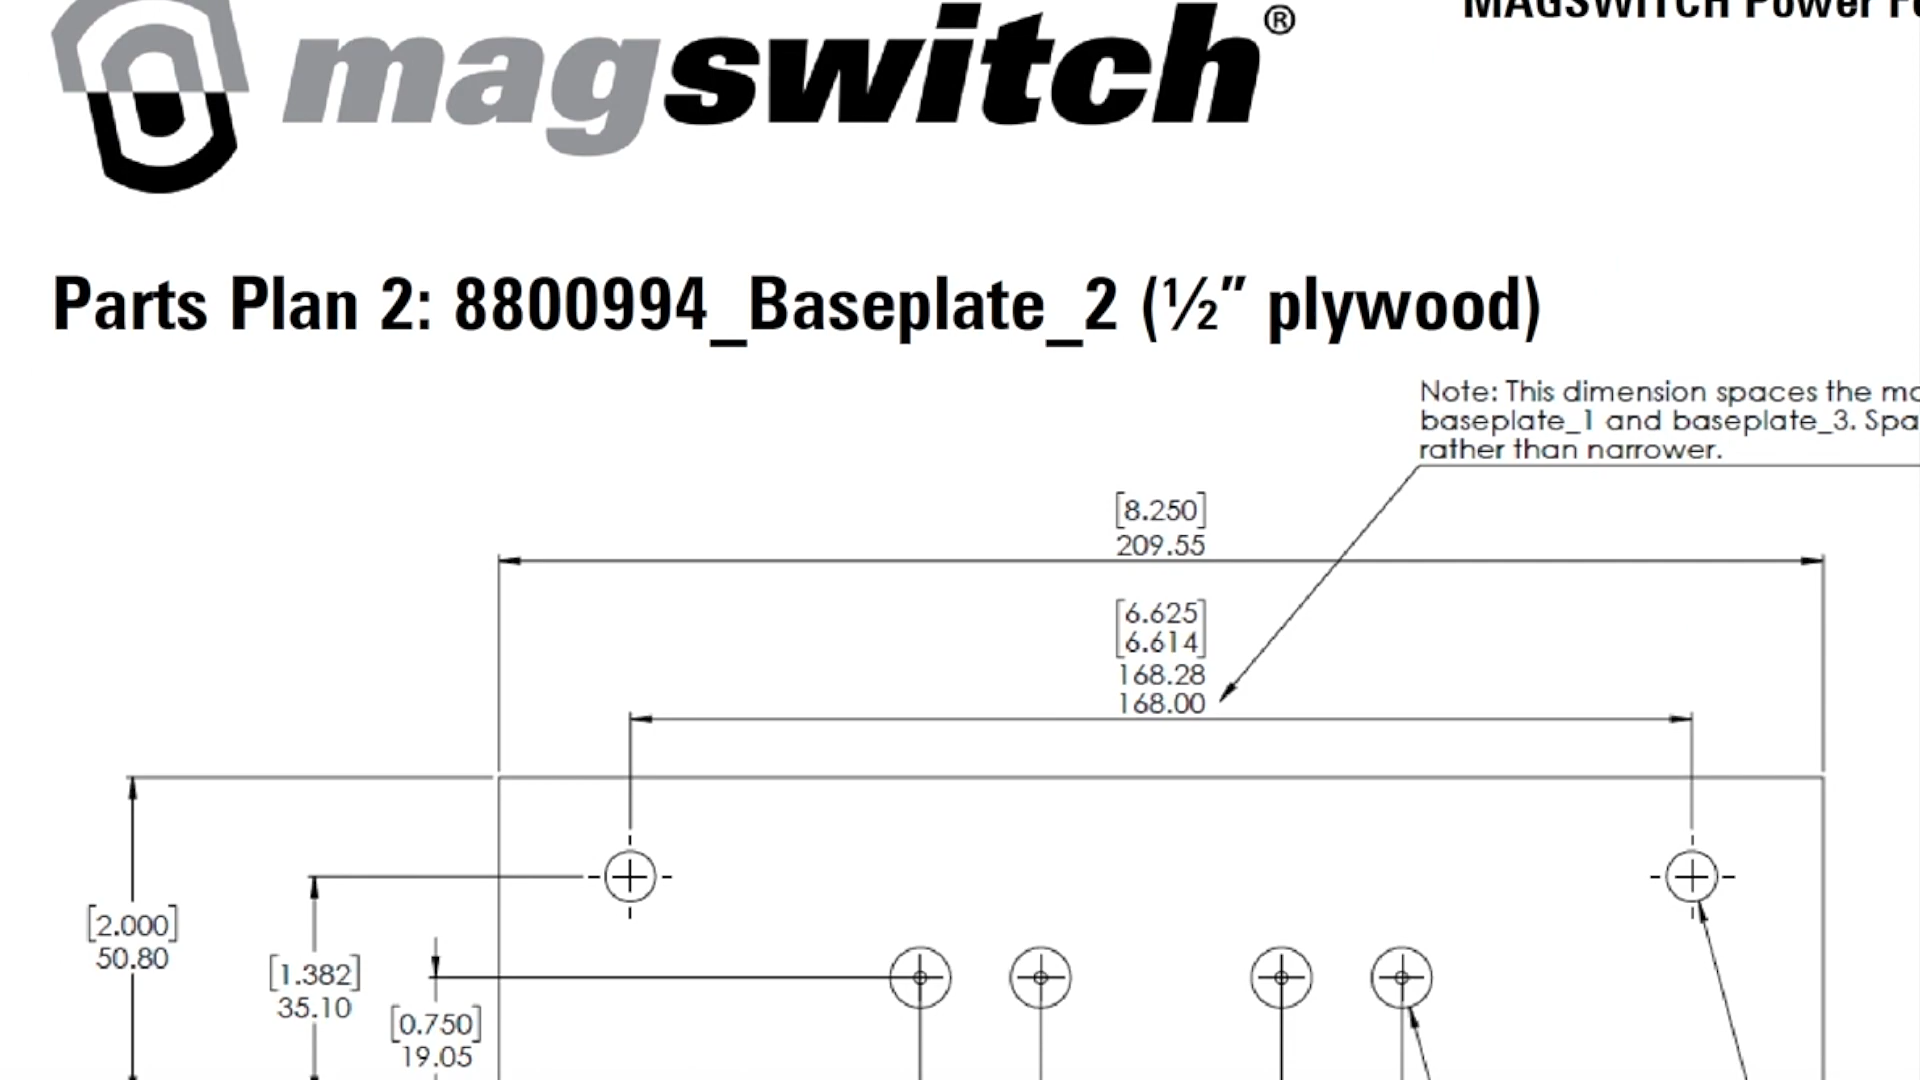 MAGSWITCH Power
magswitch®
Parts Plan 2: 8800994_Baseplate_2 (½″ plywood)
Note: This dimension spaces the
baseplate_1 and baseplate_3.
rather than narrower.
[8.250]
209.55
[6.625]
[6.614]
168.28
168.00
[2.000]
50.80
[1.382]
35.10
[0.750]
19.05